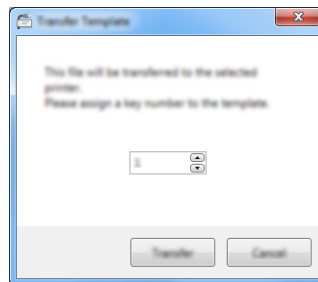 Transfer Template
This file will be transferred to the selected
printer.
Please assign a key number to the template.
Transfer
Cancel